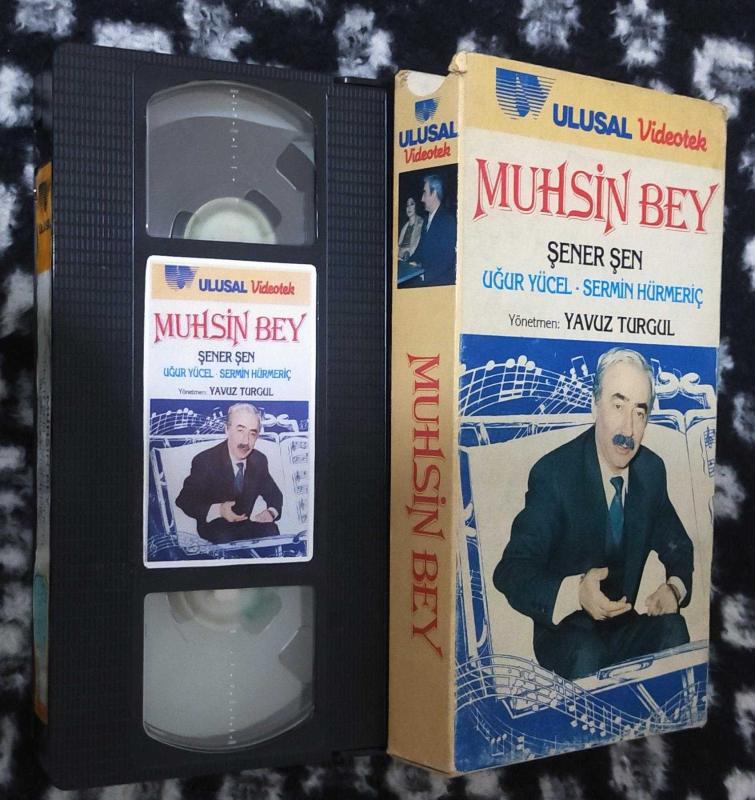 ULUSAL
ULUSAL Videotek
MUHSİN BEY
ŞENER ŞEN
UĞUR YÜCEL · SERMİN HÜRMERİÇ
Yönetmen: YAVUZ TURGUL
ULUSAL
Videotek
MUHSİN BEY
ULUSAL Videotek
MUHSİN BEY
ŞENER ŞEN
UĞUR YÜCEL · SERMİN HÜRMERİÇ
Yönetmen: YAVUZ TURGUL